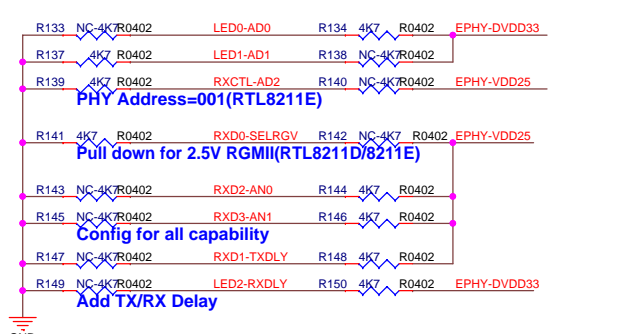 R133 NC-4K7 R0402 LED0-AD0 R134 4K7 R0402 EPHY-DVDD33
R137 4K7 R0402 LED1-AD1 R138 NC-4K7 R0402
R139 4K7 R0402 RXCTL-AD2 R140 NC-4K7 R0402 EPHY-VDD25
PHY Address=001(RTL8211E)
R141 4K7 R0402 RXD0-SELRGV R142 NC-4K7 R0402 EPHY-VDD25
Pull down for 2.5V RGMII(RTL8211D/8211E)
R143 NC-4K7 R0402 RXD2-AN0 R144 4K7 R0402
R145 NC-4K7 R0402 RXD3-AN1 R146 4K7 R0402
Config for all capability
R147 NC-4K7 R0402 RXD1-TXDLY R148 4K7 R0402
R149 NC-4K7 R0402 LED2-RXDLY R150 4K7 R0402 EPHY-DVDD33
Add TX/RX Delay